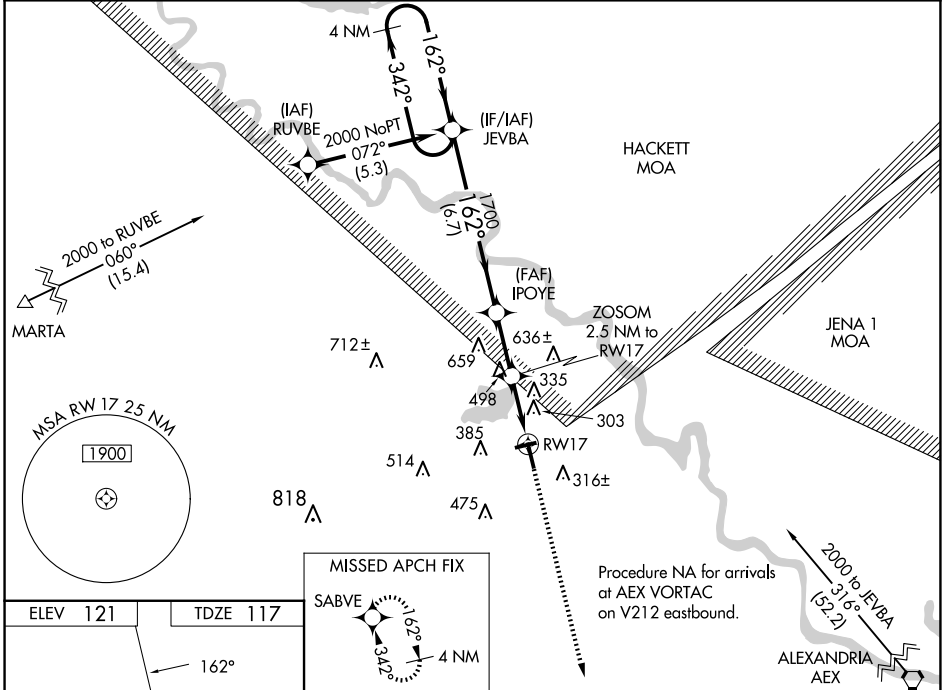 4 NM
162°
342°
(IAF)
RUVBE
2000 NoPT
072°
(5.3)
(IF/IAF)
JEVBA
HACKETT
MOA
1700
162°
(6.7)
2000 to RUVBE
060°
(15.4)
MARTA
(FAF)
IPOYE
ZOSOM
2.5 NM to
RW17
JENA 1
MOA
712±
659
636±
498
335
303
385
RW17
514
316±
475
818
MSA RW 17 25 NM
1900
MISSED APCH FIX
SABVE
162°
342°
4 NM
Procedure NA for arrivals
at AEX VORTAC
on V212 eastbound.
2000 to JEVBA
316°
(52.2)
ALEXANDRIA
AEX
ELEV 121
TDZE 117
162°